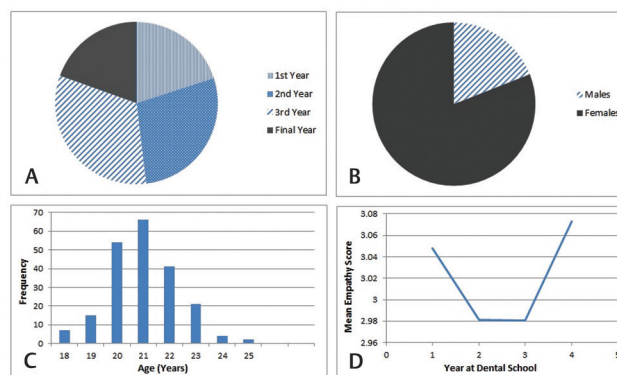 1st Year
2nd Year
3rd Year
Final Year
A
Males
Females
B
70
60
50
40
30
20
10
0
Frequency
18 19 20 21 22 23 24 25
Age (Years)
C
3.08
3.06
3.04
3.02
3
2.98
2.96
Mean Empathy Score
0 1 2 3 4 5
Year at Dental School
D